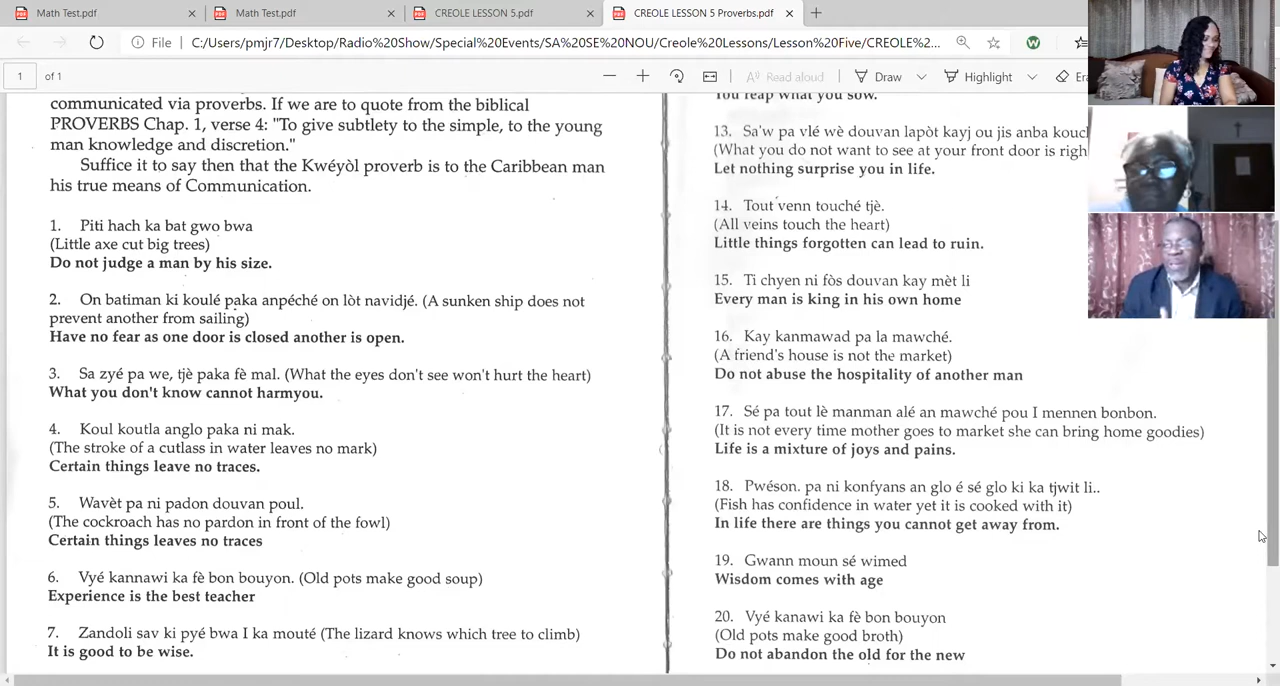 Math Test.pdf
Math Test.pdf
CREOLE LESSON 5.pdf
CREOLE LESSON 5 Proverbs.pdf
File
C:/Users/pmjr7/Desktop/Radio%20Show/Special%20Events/SA%20SE%20NOU/Creole%20Lessons/Lesson%20Five/CREOLE%2...
1
of 1
Read aloud
Draw
Highlight
Era
communicated via proverbs. If we are to quote from the biblical
PROVERBS Chap. 1, verse 4: "To give subtlety to the simple, to the young
man knowledge and discretion."
Suffice it to say then that the Kwéyòl proverb is to the Caribbean man
his true means of Communication.
1. Piti hach ka bat gwo bwa
(Little axe cut big trees)
Do not judge a man by his size.
2. On batiman ki koulé paka anpéché on lòt navidjé. (A sunken ship does not
prevent another from sailing)
Have no fear as one door is closed another is open.
3. Sa zyé pa we, tjè paka fè mal. (What the eyes don't see won't hurt the heart)
What you don't know cannot harmyou.
4. Koul koutla anglo paka ni mak.
(The stroke of a cutlass in water leaves no mark)
Certain things leave no traces.
5. Wavèt pa ni padon douvan poul.
(The cockroach has no pardon in front of the fowl)
Certain things leaves no traces
6. Vyé kannawi ka fè bon bouyon. (Old pots make good soup)
Experience is the best teacher
7. Zandoli sav ki pyé bwa I ka mouté (The lizard knows which tree to climb)
It is good to be wise.
You reap what you sow.
13. Sa'w pa vlé wè douvan lapòt kayj ou jis anba kouch
(What you do not want to see at your front door is righ
Let nothing surprise you in life.
14. Tout venn touché tjè.
(All veins touch the heart)
Little things forgotten can lead to ruin.
15. Ti chyen ni fòs douvan kay mèt li
Every man is king in his own home
16. Kay kanmawad pa la mawché.
(A friend's house is not the market)
Do not abuse the hospitality of another man
17. Sé pa tout lè manman alé an mawché pou I mennen bonbon.
(It is not every time mother goes to market she can bring home goodies)
Life is a mixture of joys and pains.
18. Pwéson. pa ni konfyans an glo é sé glo ki ka tjwit li..
(Fish has confidence in water yet it is cooked with it)
In life there are things you cannot get away from.
19. Gwann moun sé wimed
Wisdom comes with age
20. Vyé kanawi ka fè bon bouyon
(Old pots make good broth)
Do not abandon the old for the new